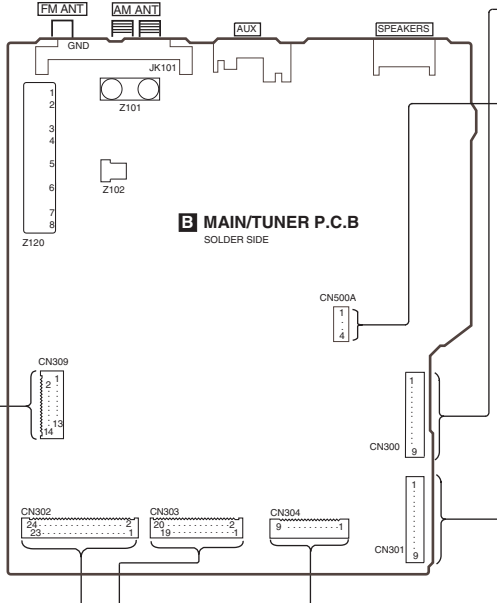 FM ANT
AM ANT
AUX
SPEAKERS
GND
JK101
Z101
1
2
3
4
5
6
7
8
Z120
Z102
B MAIN/TUNER P.C.B
SOLDER SIDE
CN500A
1
4
CN309
2 1
13
14
CN300
1
9
CN302
24 2
23 1
CN303
20 2
19 1
CN304
9 1
CN301
1
9